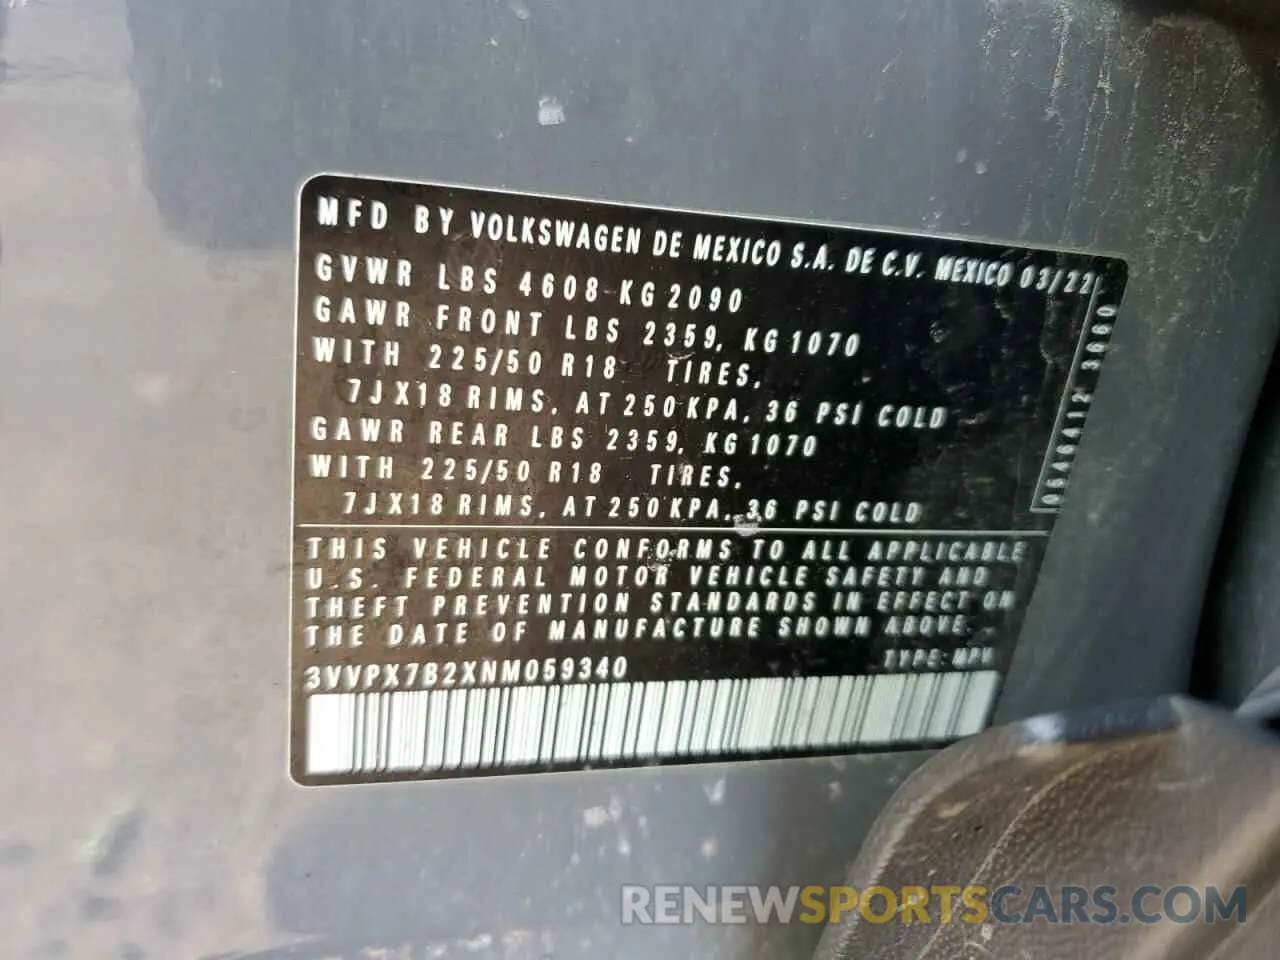 MFD BY VOLKSWAGEN DE MEXICO S.A. DE C.V. MEXICO 03/22
GVWR LBS 4608 KG 2090
GAWR FRONT LBS 2359, KG 1070
WITH 225/50 R18 TIRES,
7JX18 RIMS, AT 250 KPA, 36 PSI COLD
GAWR REAR LBS 2359, KG 1070
WITH 225/50 R18 TIRES,
7JX18 RIMS, AT 250 KPA, 36 PSI COLD
THIS VEHICLE CONFORMS TO ALL APPLICABLE
U.S. FEDERAL MOTOR VEHICLE SAFETY AND
THEFT PREVENTION STANDARDS IN EFFECT ON
THE DATE OF MANUFACTURE SHOWN ABOVE.
3VVPX7B2XNM059340 TYPE: MPV
RENEWSPORTSCARS.COM